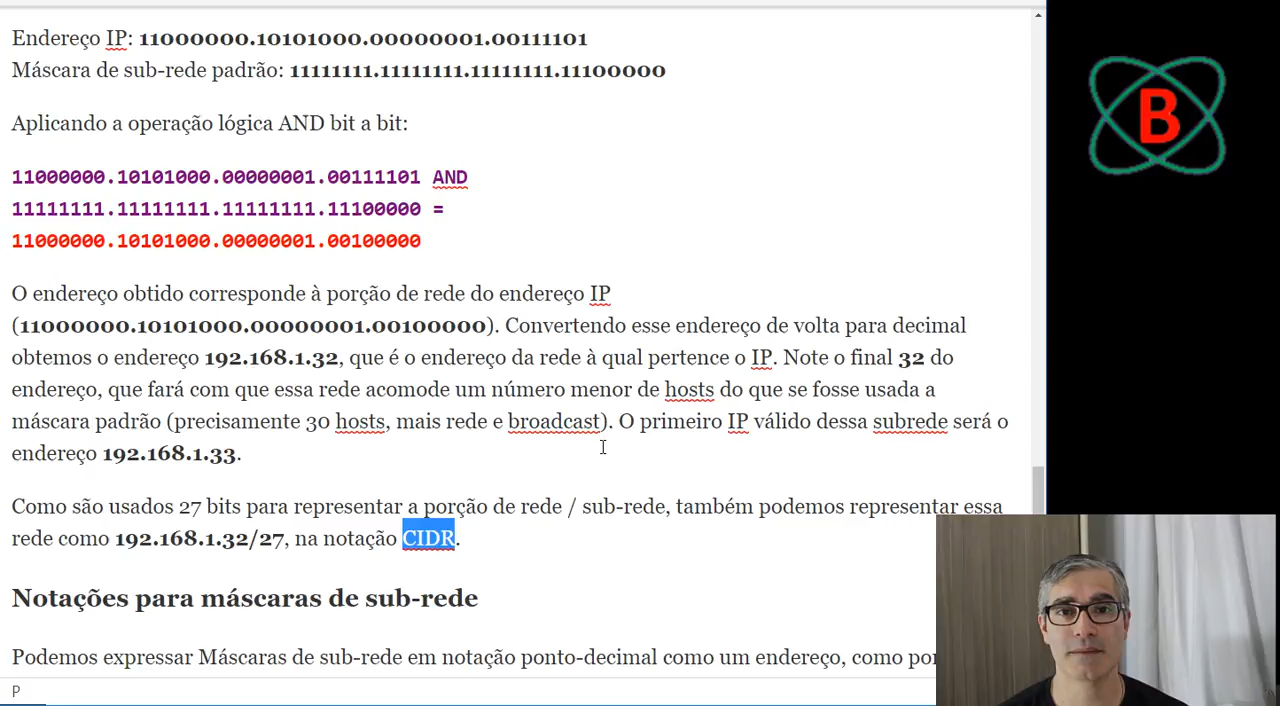 Endereço IP: 11000000.10101000.00000001.00111101
Máscara de sub-rede padrão: 11111111.11111111.11111111.11100000
Aplicando a operação lógica AND bit a bit:
11000000.10101000.00000001.00111101 AND
11111111.11111111.11111111.11100000 =
11000000.10101000.00000001.00100000
O endereço obtido corresponde à porção de rede do endereço IP
(11000000.10101000.00000001.00100000). Convertendo esse endereço de volta para decimal
obtemos o endereço 192.168.1.32, que é o endereço da rede à qual pertence o IP. Note o final 32 do
endereço, que fará com que essa rede acomode um número menor de hosts do que se fosse usada a
máscara padrão (precisamente 30 hosts, mais rede e broadcast). O primeiro IP válido dessa subrede será o
endereço 192.168.1.33.
Como são usados 27 bits para representar a porção de rede / sub-rede, também podemos representar essa
rede como 192.168.1.32/27, na notação CIDR.
Notações para máscaras de sub-rede
Podemos expressar Máscaras de sub-rede em notação ponto-decimal como um endereço, como por
P
B